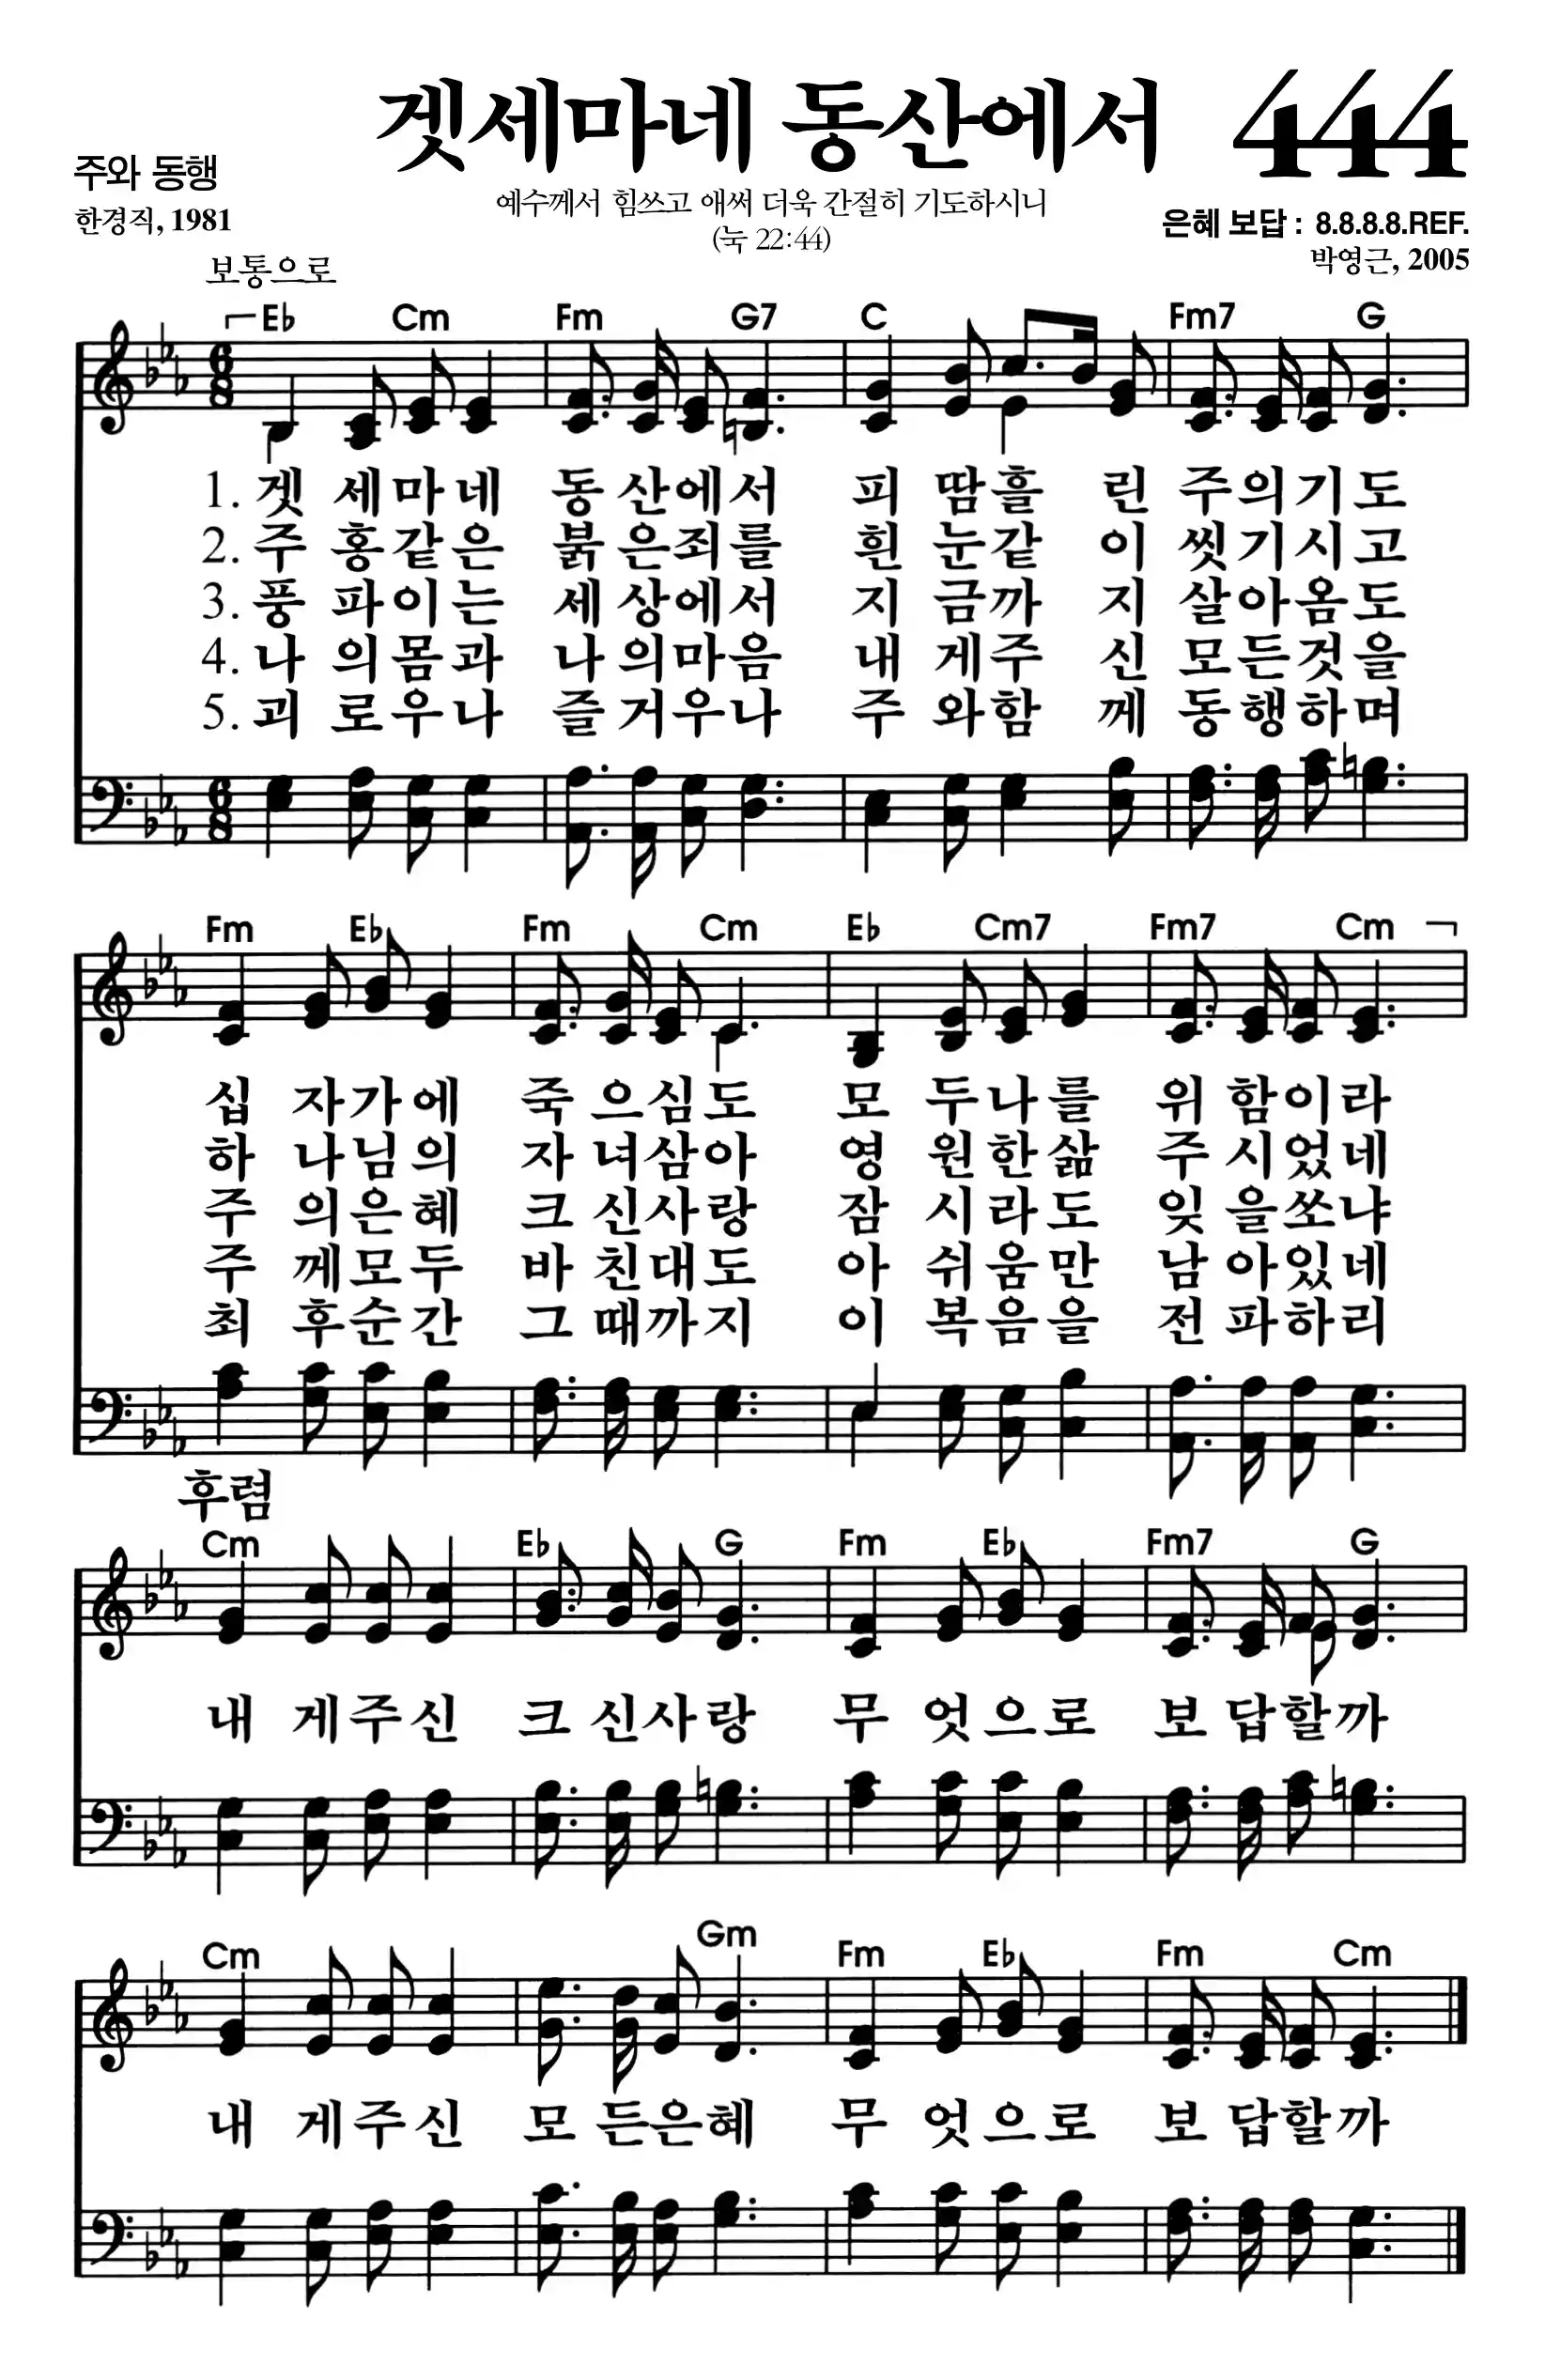 겟세마네 동산에서 444
주와 동행
한경직, 1981
예수께서 힘쓰고 애써 더욱 간절히 기도하시니
(눅 22:44)
은혜 보답 : 8.8.8.8.REF.
박영근, 2005
보통으로
E♭ Cm Fm G7 C Fm7 G
1. 겟 세마네 동 산에서 피 땀흘 린 주의기도
2. 주 홍같은 붉 은죄를 흰 눈같 이 씻기시고
3. 풍 파이는 세 상에서 지 금까 지 살아옴도
4. 나 의몸과 나 의마음 내 게주 신 모든것을
5. 괴 로우나 즐 거우나 주 와함 께 동행하며
Fm E♭ Fm Cm E♭ Cm7 Fm7 Cm
십 자가에 죽 으심도 모 두나를 위 함이라
하 나님의 자 녀삼아 영 원한삶 주 시었네
주 의은혜 크 신사랑 잠 시라도 잊 을쏘냐
주 께모두 바 친대도 아 쉬움만 남 아있네
최 후순간 그 때까지 이 복음을 전 파하리
후렴
Cm E♭ G Fm E♭ Fm7 G
내 게주신 크 신사랑 무 엇으로 보 답할까
Cm Gm Fm E♭ Fm Cm
내 게주신 모 든은혜 무 엇으로 보 답할까